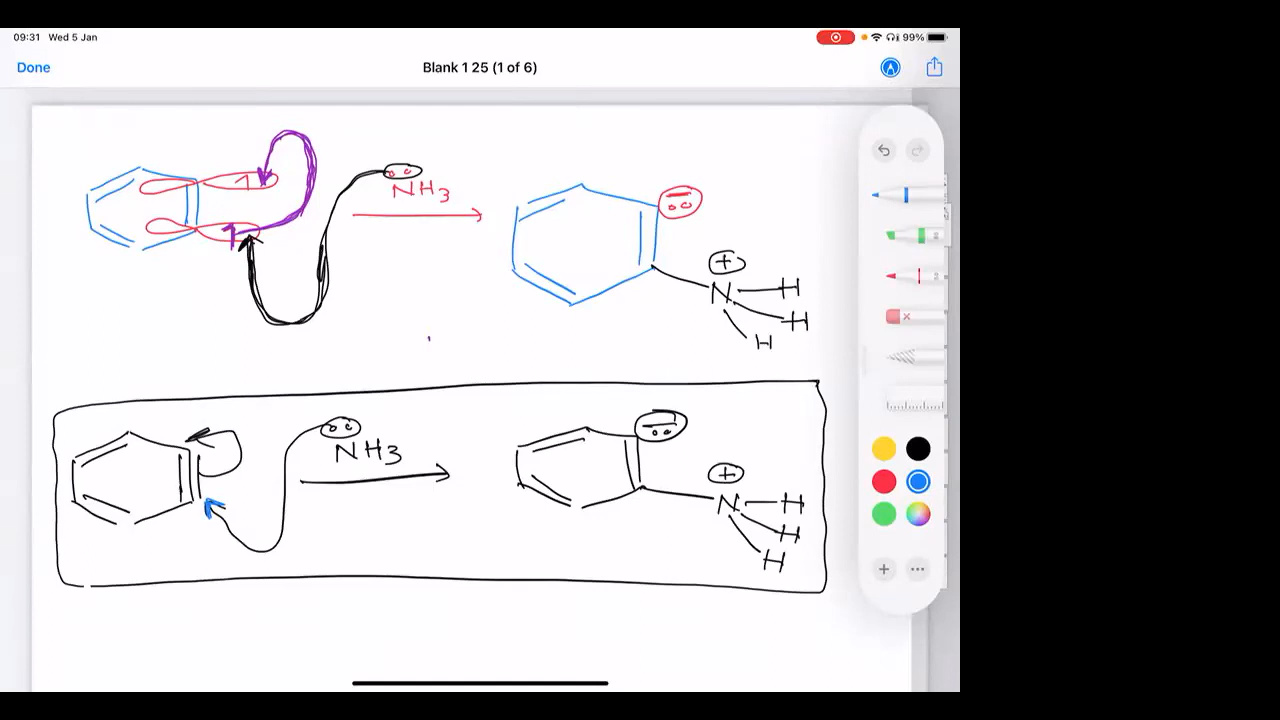 09:31 Wed 5 Jan
99%
Done
Blank 1 25 (1 of 6)
NH3
⊕
N H
H
H
NH3
⊕
N H
H
H